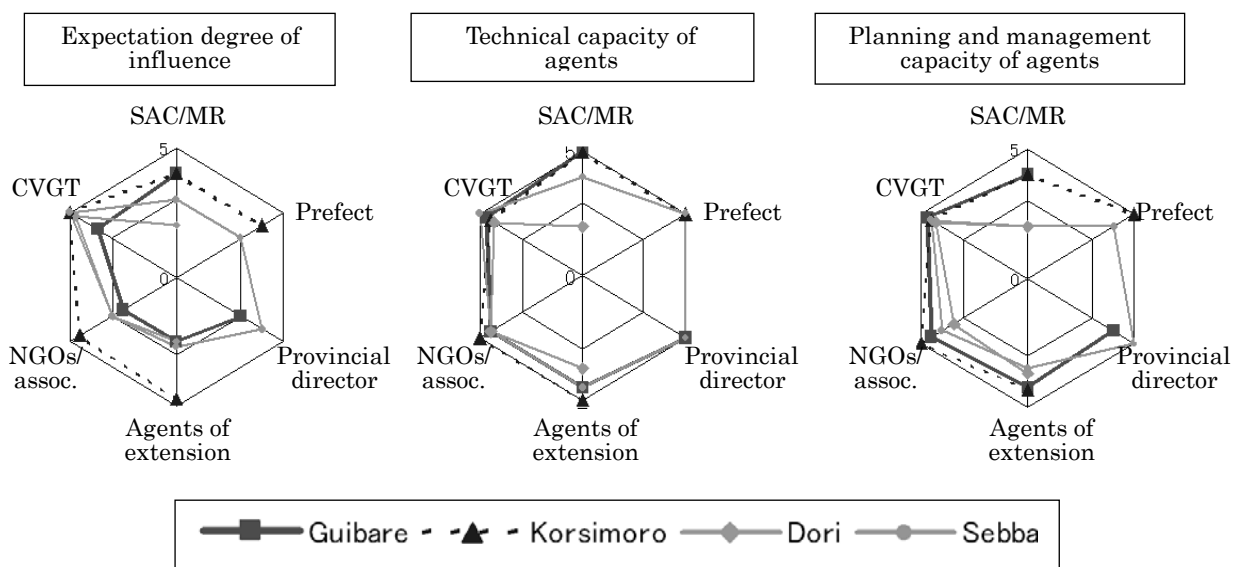 Expectation degree of
influence
Technical capacity of
agents
Planning and management
capacity of agents
SAC/MR
5
CVGT
Prefect
0
NGOs/
assoc.
Provincial
director
Agents of
extension
SAC/MR
5
CVGT
Prefect
0
NGOs/
assoc.
Provincial
director
Agents of
extension
SAC/MR
5
CVGT
Prefect
0
NGOs/
assoc.
Provincial
director
Agents of
extension
Guibare Korsimoro Dori Sebba